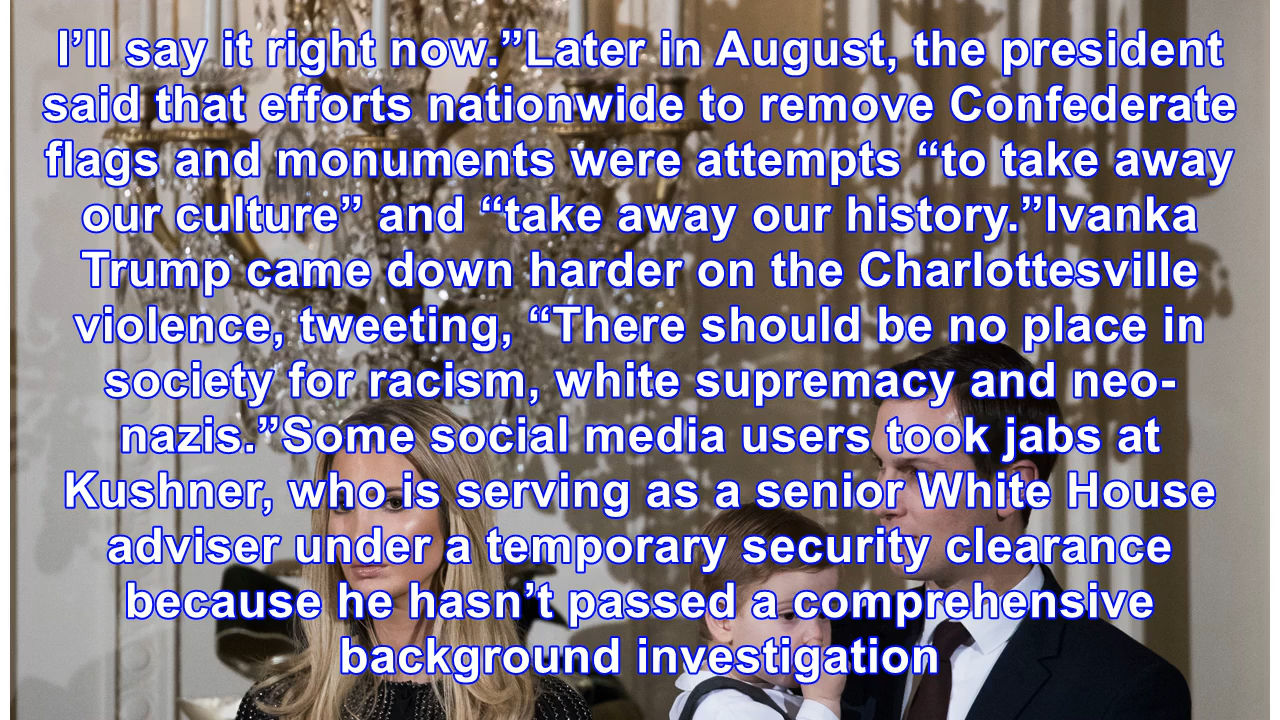 I’ll say it right now.”Later in August, the president
said that efforts nationwide to remove Confederate
flags and monuments were attempts “to take away
our culture” and “take away our history.”Ivanka
Trump came down harder on the Charlottesville
violence, tweeting, “There should be no place in
society for racism, white supremacy and neo-
nazis.”Some social media users took jabs at
Kushner, who is serving as a senior White House
adviser under a temporary security clearance
because he hasn’t passed a comprehensive
background investigation